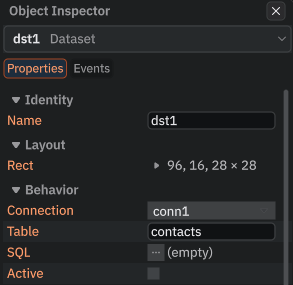 Object Inspector
dst1 Dataset
Properties Events
Identity
Name dst1
Layout
Rect 96, 16, 28 × 28
Behavior
Connection conn1
Table contacts
SQL ... (empty)
Active